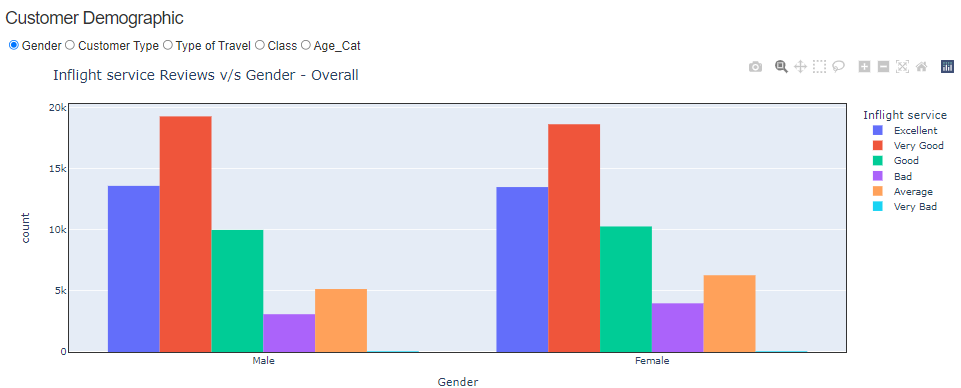 Customer Demographic
Gender Customer Type Type of Travel Class Age_Cat
Inflight service Reviews v/s Gender - Overall
20k
15k
10k
5k
0
count
Male Female
Gender
Inflight service
Excellent
Very Good
Good
Bad
Average
Very Bad